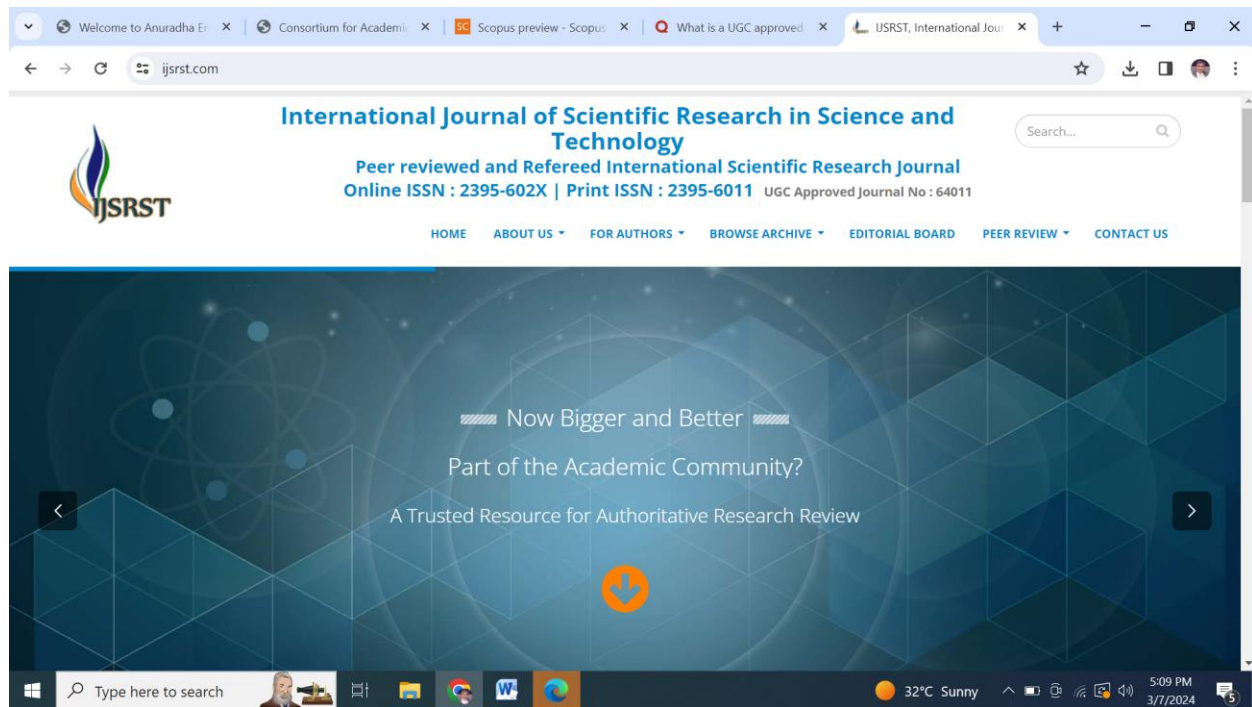 Welcome to Anuradha En
Consortium for Academic
SC Scopus preview - Scopus
Q What is a UGC approved
IJSRST, International Jour
ijsrst.com
International Journal of Scientific Research in Science and
Technology
Peer reviewed and Refereed International Scientific Research Journal
Online ISSN : 2395-602X | Print ISSN : 2395-6011 UGC Approved Journal No : 64011
Search...
IJSRST
HOME ABOUT US FOR AUTHORS BROWSE ARCHIVE EDITORIAL BOARD PEER REVIEW CONTACT US
Now Bigger and Better
Part of the Academic Community?
A Trusted Resource for Authoritative Research Review
Type here to search
W
32°C Sunny
5:09 PM
3/7/2024
5